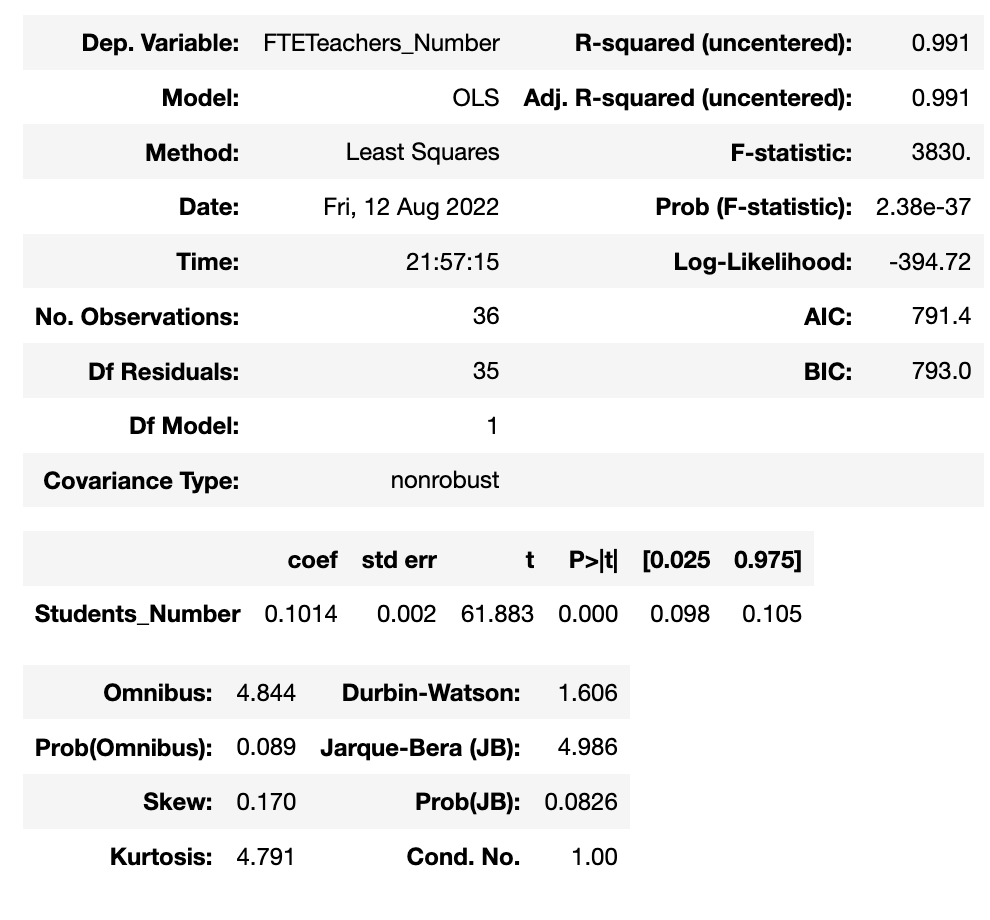 Dep. Variable: FTETeachers_Number R-squared (uncentered): 0.991
Model: OLS Adj. R-squared (uncentered): 0.991
Method: Least Squares F-statistic: 3830.
Date: Fri, 12 Aug 2022 Prob (F-statistic): 2.38e-37
Time: 21:57:15 Log-Likelihood: -394.72
No. Observations: 36 AIC: 791.4
Df Residuals: 35 BIC: 793.0
Df Model: 1
Covariance Type: nonrobust
coef std err t P>|t| [0.025 0.975]
Students_Number 0.1014 0.002 61.883 0.000 0.098 0.105
Omnibus: 4.844 Durbin-Watson: 1.606
Prob(Omnibus): 0.089 Jarque-Bera (JB): 4.986
Skew: 0.170 Prob(JB): 0.0826
Kurtosis: 4.791 Cond. No. 1.00